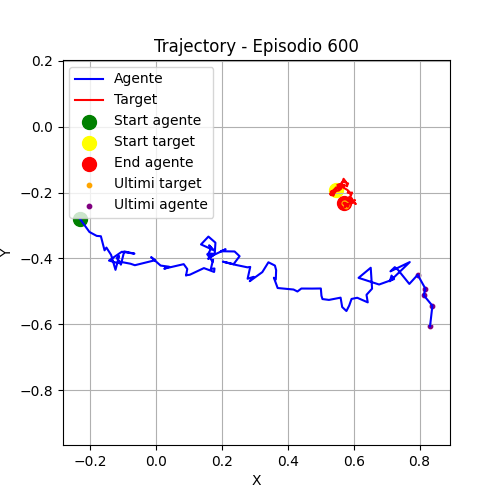 Trajectory - Episodio 600
0.2
0.0
−0.2
−0.4
−0.6
−0.8
Y
Agente
Target
Start agente
Start target
End agente
Ultimi target
Ultimi agente
−0.2
0.0
0.2
0.4
0.6
0.8
X